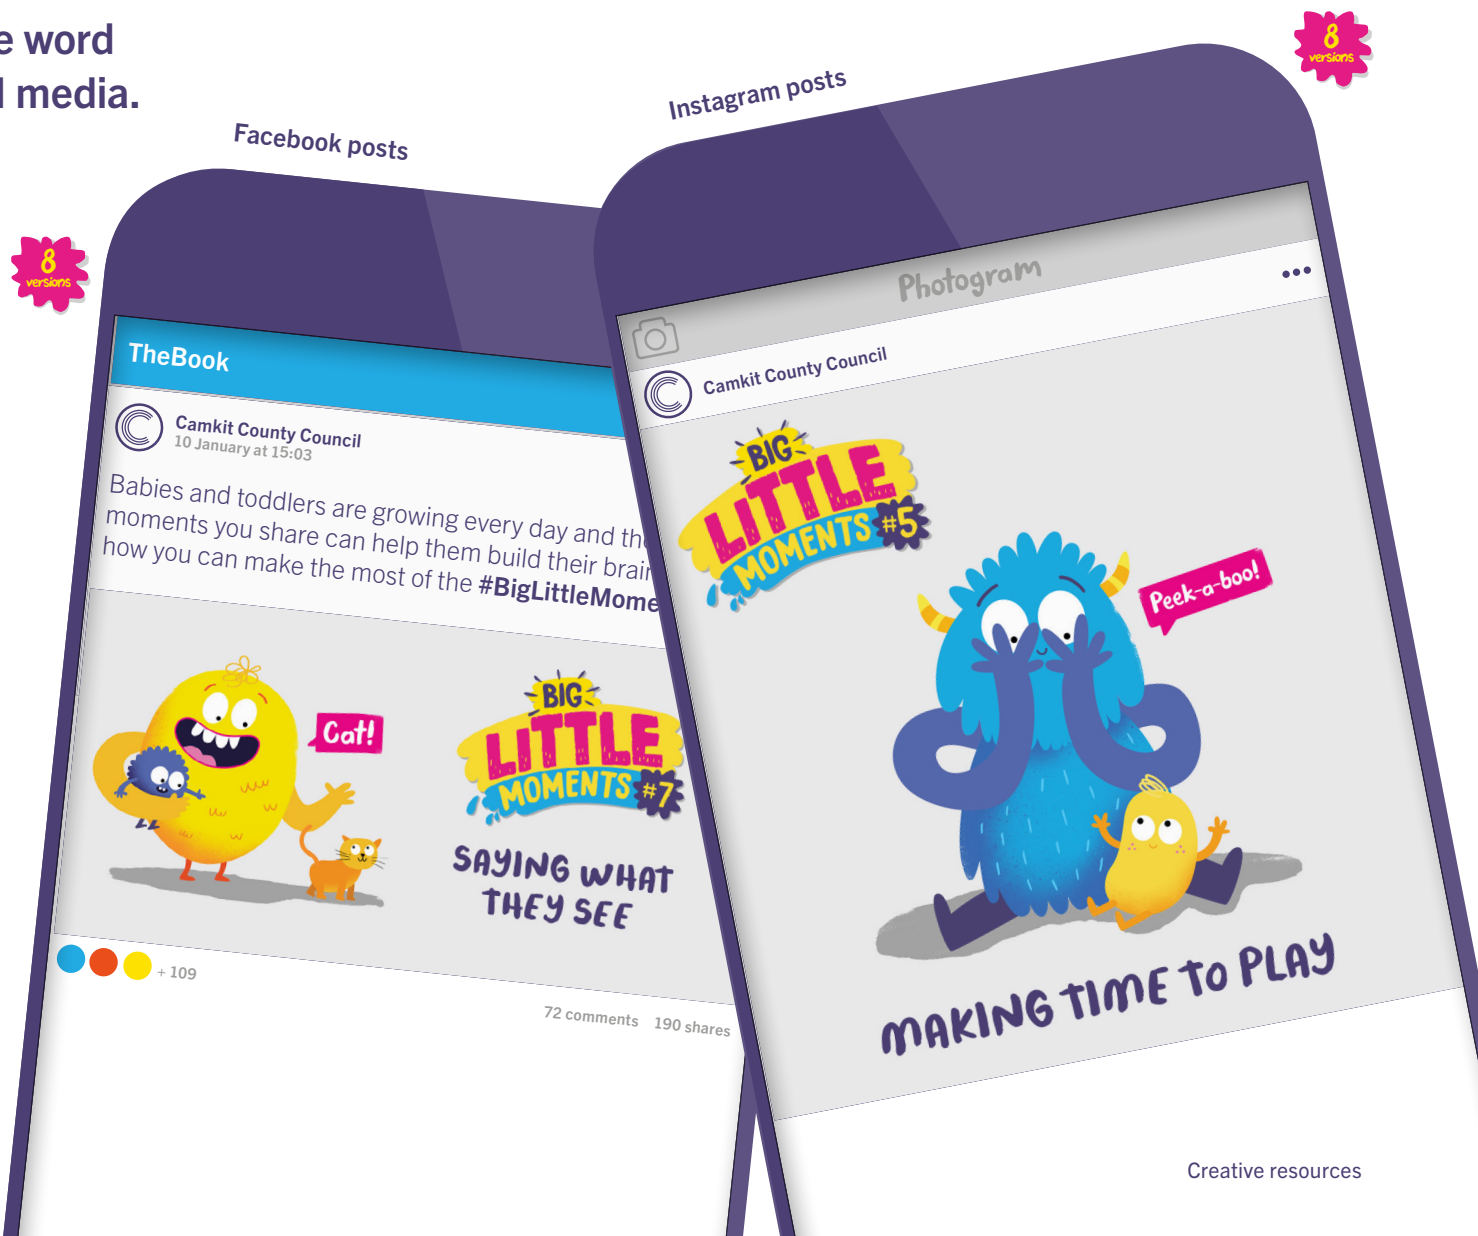 word
media.
Facebook posts
8
versions
TheBook
Camkit County Council
10 January at 15:03
Babies and toddlers are growing every day and
moments you share can help them build their
how you can make the most of the #BigLittleMome
Cat!
BIG
LITTLE
MOMENTS #7
SAYING WHAT
THEY SEE
+ 109
72 comments 190 shares
Instagram posts
8
versions
Photogram
Camkit County Council
BIG
LITTLE
MOMENTS #5
Peek-a-boo!
MAKING TIME TO PLAY
Creative resources